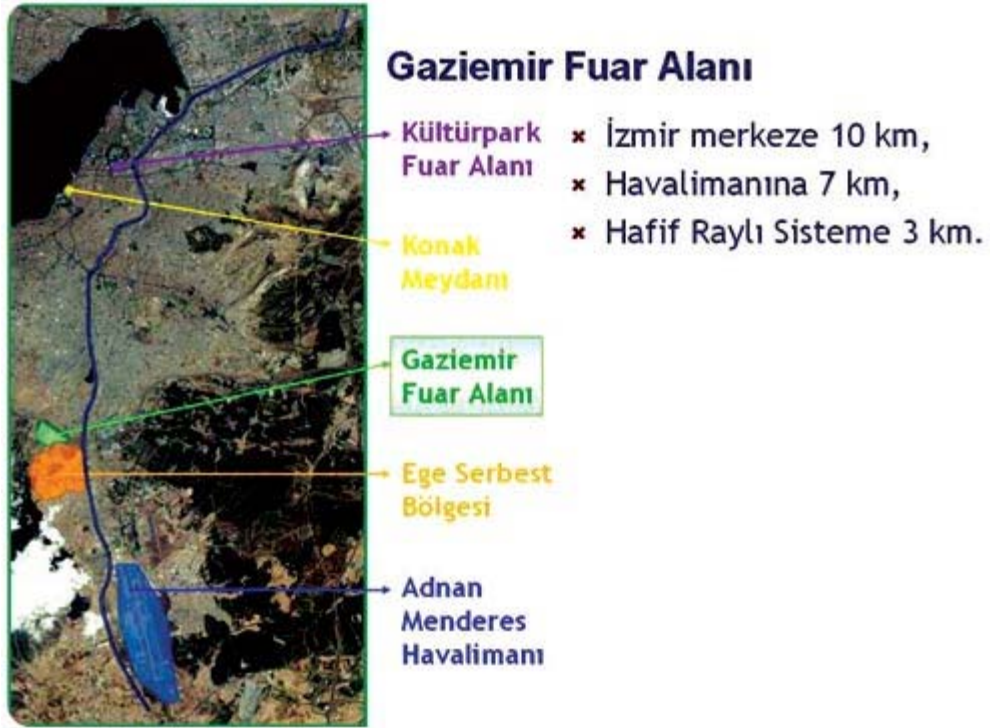 Gaziemir Fuar Alanı
Kültürpark
Fuar Alanı
Konak
Meydanı
Gaziemir
Fuar Alanı
Ege Serbest
Bölgesi
Adnan
Menderes
Havalimanı
× İzmir merkeze 10 km,
× Havalimanına 7 km,
× Hafif Raylı Sisteme 3 km.